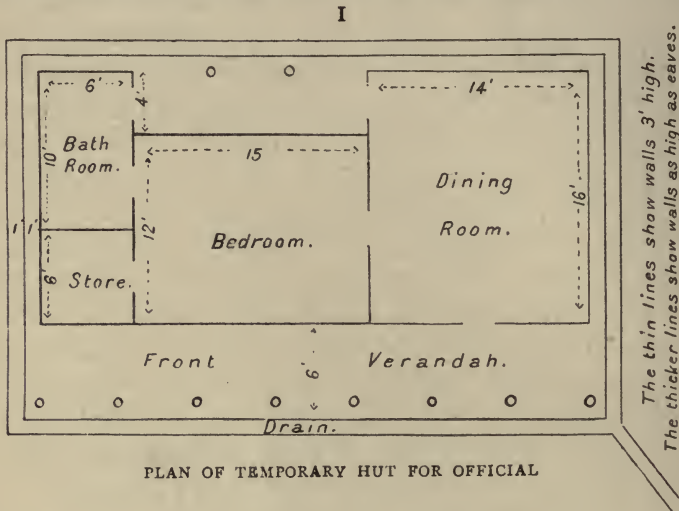 I
6'
4'
14'
10'
Bath
Room.
15
Dining
Room.
16'
12'
Bedroom.
1' 1'
6'
Store.
Front
6'
Verandah.
Drain.
The thin lines show walls 3' high.
The thicker lines show walls as high as eaves.
PLAN OF TEMPORARY HUT FOR OFFICIAL